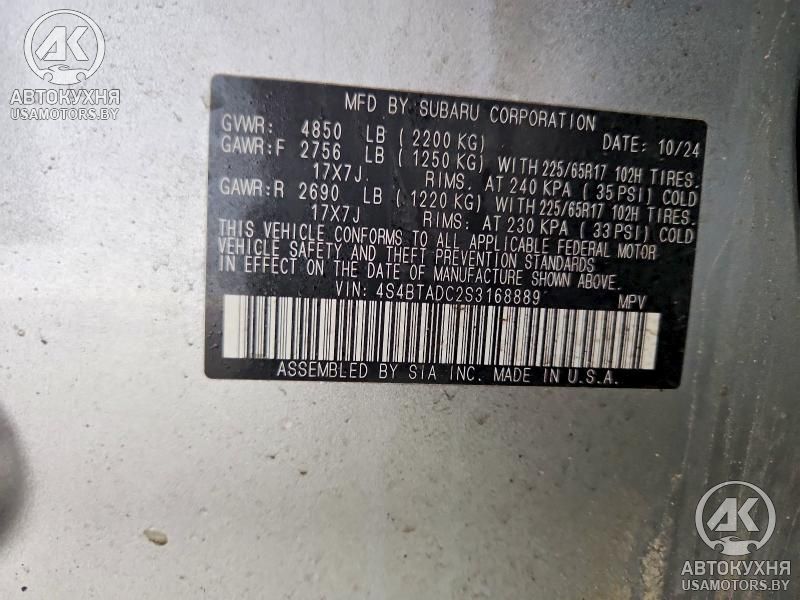 AK
АВТОКУХНЯ
USAMOTORS.BY
MFD BY SUBARU CORPORATION
GVWR: 4850 LB (2200 KG) DATE: 10/24
GAWR:F 2756 LB (1250 KG) WITH 225/65R17 102H TIRES.
17X7J RIMS. AT 240 KPA (35 PSI) COLD
GAWR:R 2690 LB (1220 KG) WITH 225/65R17 102H TIRES.
17X7J RIMS. AT 230 KPA (33 PSI) COLD
THIS VEHICLE CONFORMS TO ALL APPLICABLE FEDERAL MOTOR
VEHICLE SAFETY AND THEFT PREVENTION STANDARDS
IN EFFECT ON THE DATE OF MANUFACTURE SHOWN ABOVE.
VIN: 4S4BTADC2S3168889 MPV
ASSEMBLED BY SIA INC. MADE IN U.S.A.
AK
АВТОКУХНЯ
USAMOTORS.BY